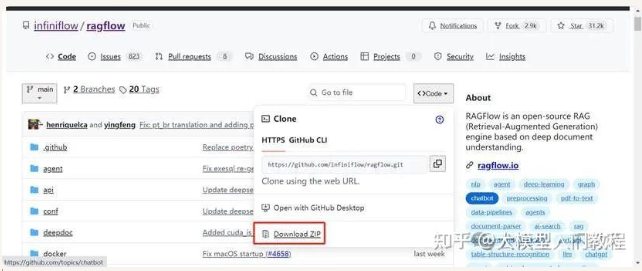 infiniflow / ragflow Public
Notifications Fork 2.9k Star 31.2k
Code Issues 823 Pull requests 6 Discussions Actions Projects 0 Security Insights
main 2 Branches 20 Tags Go to file <>Code
About
RAGFlow is an open-source RAG
(Retrieval-Augmented Generation)
engine based on deep document
understanding.
ragflow.io
nlp agent deep-learning graph
chatbot preprocessing pdf-to-text
data-pipelines agents
document-parser ai-search rag
table-structure-recognition llm chatgpt
henriquelca and yingfeng Fix: pt_br translation and adding p
.github Replace poetry
agent Fix exesql re-ge
api Update deepse
conf Update deepse
deepdoc Added cuda_is_
docker Fix macOS startup (#4658) last week
Clone
HTTPS GitHub CLI
https://github.com/infiniflow/ragflow.git
Clone using the web URL.
Open with GitHub Desktop
Download ZIP
知乎 @大模型入门教程
https://github.com/topics/chatbot